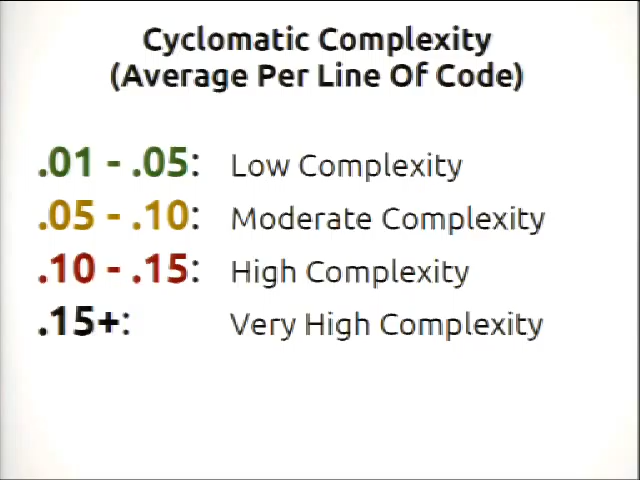 Cyclomatic Complexity
(Average Per Line Of Code)
.01 - .05: Low Complexity
.05 - .10: Moderate Complexity
.10 - .15: High Complexity
.15+: Very High Complexity